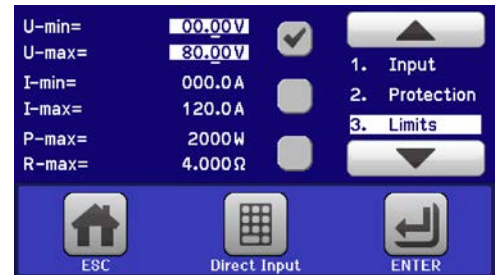 U-min= 00.00V
U-max= 80.00V
I-min= 000.0A
I-max= 120.0A
P-max= 2000W
R-max= 4.000Ω
1. Input
2. Protection
3. Limits
ESC
Direct Input
ENTER